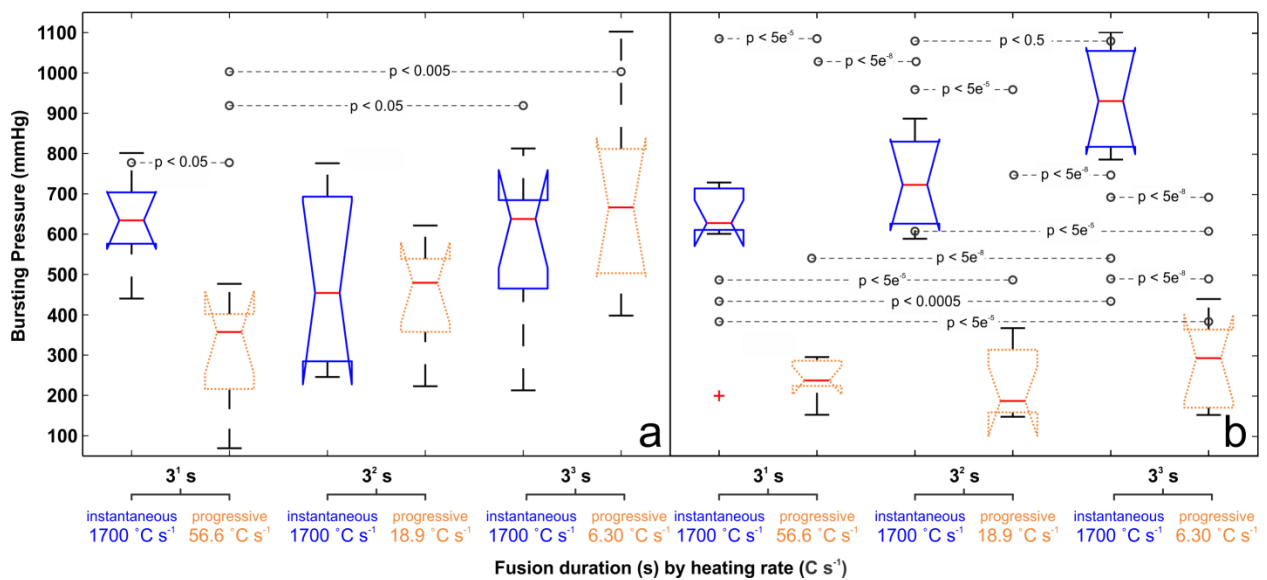 1100
1000
900
800
700
600
500
400
300
200
100
Bursting Pressure (mmHg)
p < 0.005
p < 0.05
p < 0.05
a
p < 5e⁻⁵
p < 0.5
p < 5e⁻⁸
p < 5e⁻⁵
p < 5e⁻⁸
p < 5e⁻⁸
p < 5e⁻⁵
p < 5e⁻⁸
p < 5e⁻⁵
p < 5e⁻⁸
p < 0.0005
p < 5e⁻⁵
b
3¹ s 3² s 3³ s 3¹ s 3² s 3³ s
instantaneous progressive instantaneous progressive instantaneous progressive instantaneous progressive instantaneous progressive instantaneous progressive
1700 °C s⁻¹ 56.6 °C s⁻¹ 1700 °C s⁻¹ 18.9 °C s⁻¹ 1700 °C s⁻¹ 6.30 °C s⁻¹ 1700 °C s⁻¹ 56.6 °C s⁻¹ 1700 °C s⁻¹ 18.9 °C s⁻¹ 1700 °C s⁻¹ 6.30 °C s⁻¹
Fusion duration (s) by heating rate (C s⁻¹)